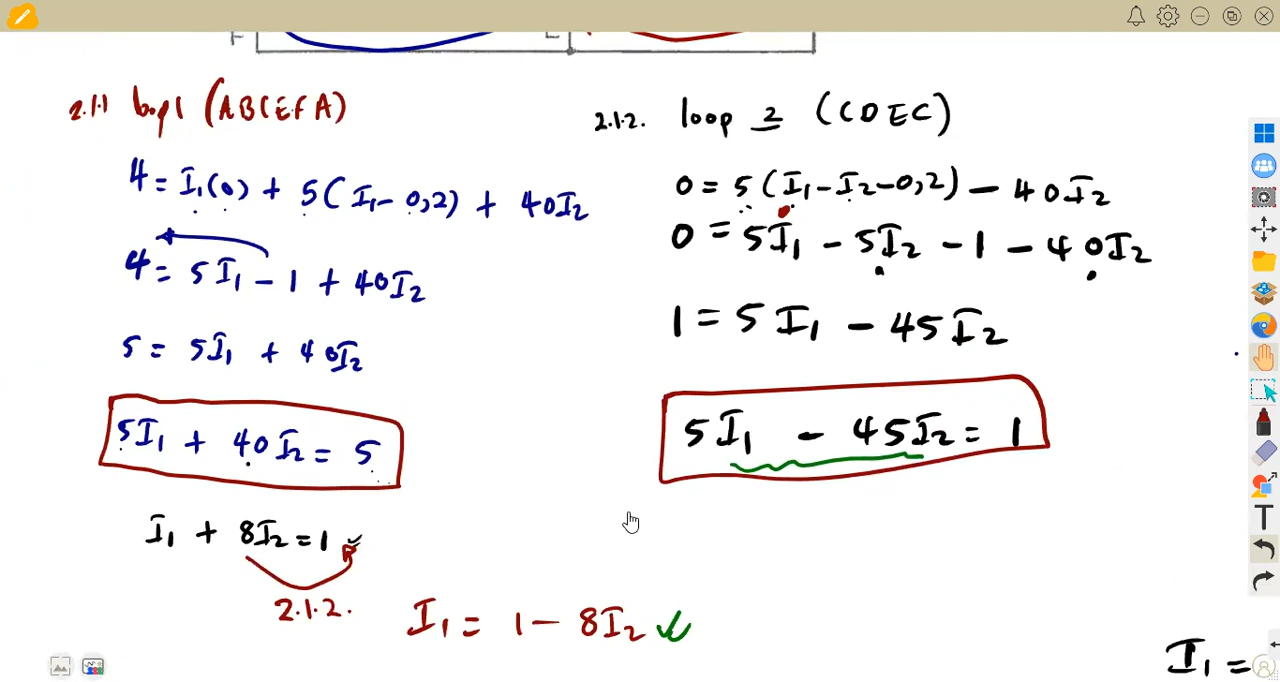 F
E
2.1.1 loop1 (ABCEFA)
4 = I₁(0) + 5(I₁ - 0,2) + 40I₂
4 = 5I₁ - 1 + 40I₂
5 = 5I₁ + 40I₂
5I₁ + 40I₂ = 5
I₁ + 8I₂ = 1
2.1.2.
I₁ = 1 - 8I₂
2.1.2. loop 2 (CDEC)
0 = 5(I₁ - I₂ - 0,2) - 40I₂
0 = 5I₁ - 5I₂ - 1 - 40I₂
1 = 5I₁ - 45I₂
5I₁ - 45I₂ = 1
I₁ =
T